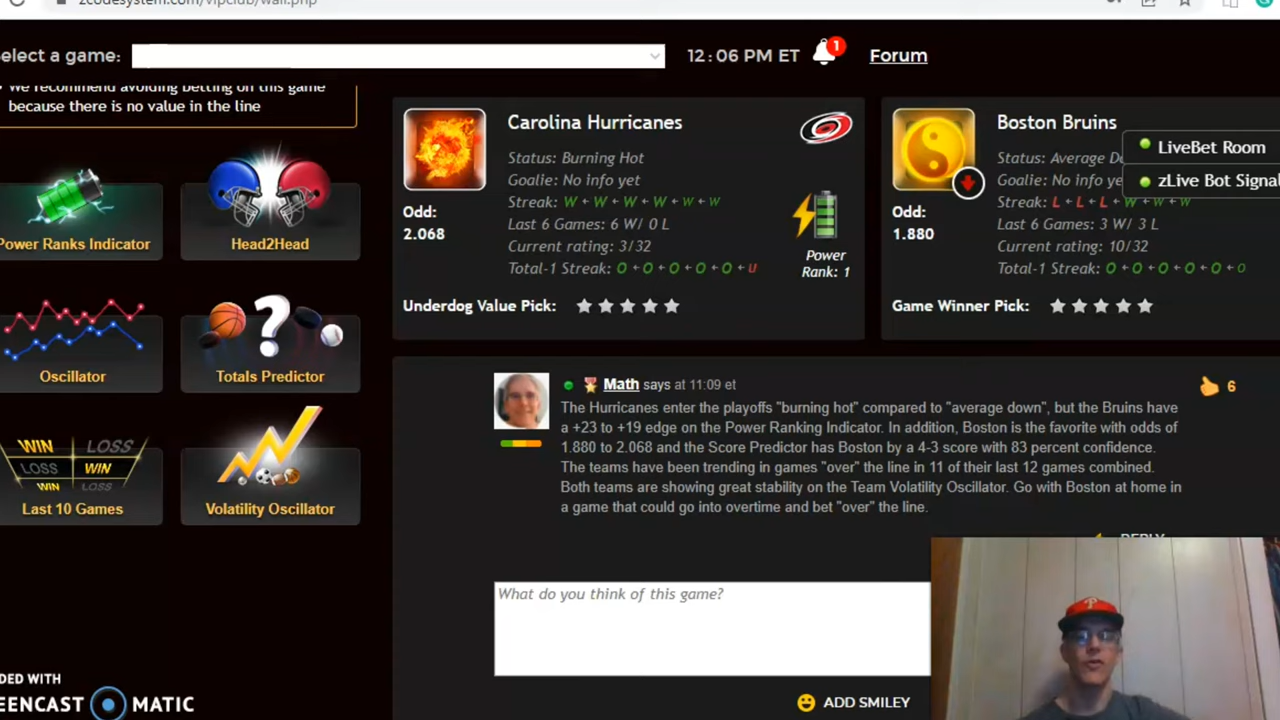 zcodesystem.com/vipclub/wall.php
elect a game:
12:06 PM ET
1
Forum
We recommend avoiding betting on this game
because there is no value in the line
Power Ranks Indicator
Head2Head
Oscillator
Totals Predictor
WIN LOSS
LOSS WIN
WIN LOSS
Last 10 Games
Volatility Oscillator
Carolina Hurricanes
Status: Burning Hot
Goalie: No info yet
Streak: W W W W W W
Last 6 Games: 6 W/ 0 L
Current rating: 3/32
Total-1 Streak: O O O O O U
Odd:
2.068
Power
Rank: 1
Underdog Value Pick:
Boston Bruins
Status: Average D
Goalie: No info ye
Streak: L L L W W W
Last 6 Games: 3 W/ 3 L
Current rating: 10/32
Total-1 Streak: O O O O O O
Odd:
1.880
Game Winner Pick:
LiveBet Room
zLive Bot Signal
Math says at 11:09 et
6
The Hurricanes enter the playoffs "burning hot" compared to "average down", but the Bruins have
a +23 to +19 edge on the Power Ranking Indicator. In addition, Boston is the favorite with odds of
1.880 to 2.068 and the Score Predictor has Boston by a 4-3 score with 83 percent confidence.
The teams have been trending in games "over" the line in 11 of their last 12 games combined.
Both teams are showing great stability on the Team Volatility Oscillator. Go with Boston at home in
a game that could go into overtime and bet "over" the line.
REPLY
What do you think of this game?
ADD SMILEY
P
DED WITH
EENCAST MATIC